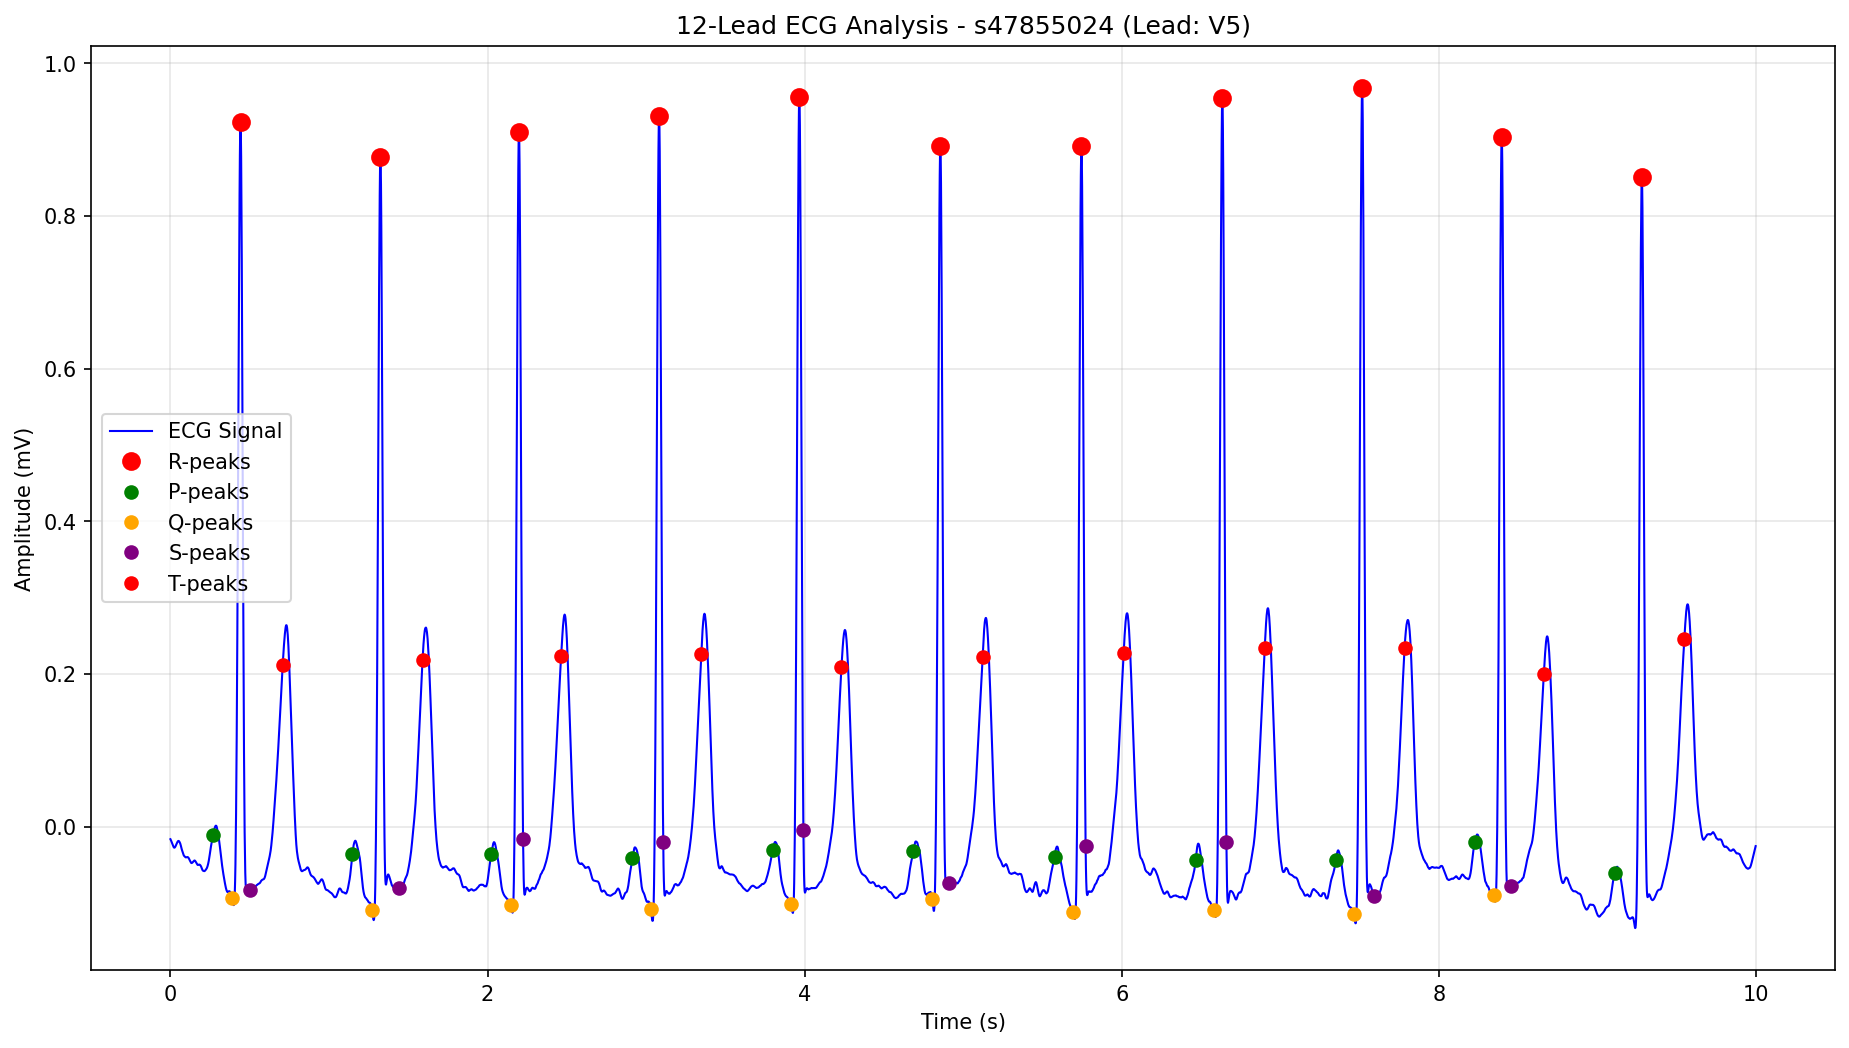 12-Lead ECG Analysis - s47855024 (Lead: V5)
1.0
0.8
0.6
0.4
0.2
0.0
Amplitude (mV)
ECG Signal
R-peaks
P-peaks
Q-peaks
S-peaks
T-peaks
0 2 4 6 8 10
Time (s)